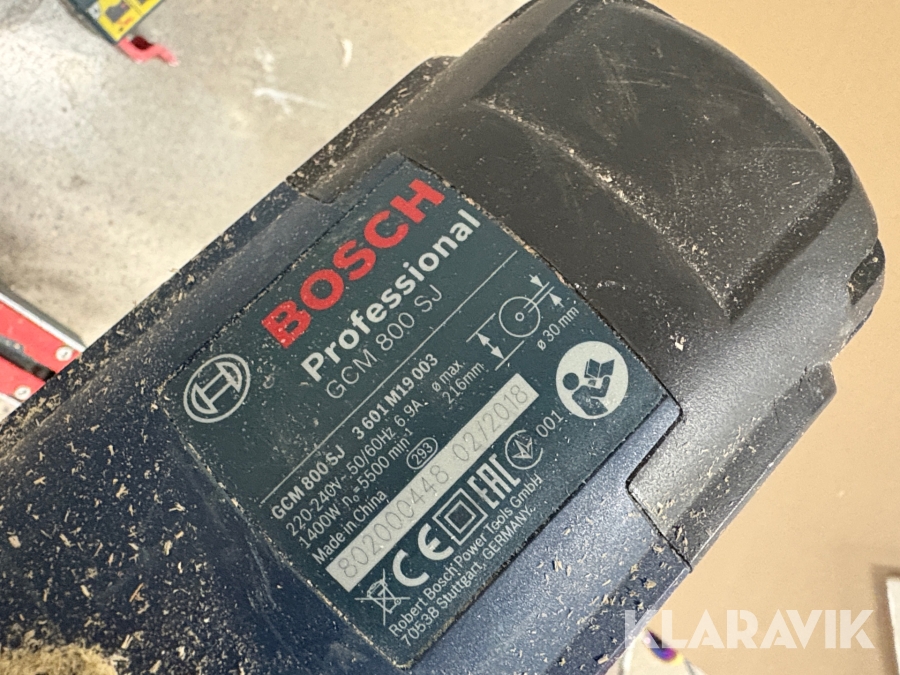 BOSCH
Professional
GCM 800 SJ
GCM 800 SJ 3 601 M19 003
220-240V~ 50/60Hz 6.9A
1400W n₀=5500 min⁻¹
Made in China
293
ø max
216mm
ø 30 mm
802000448 02/2018
001
CE EAC
Robert Bosch Power Tools GmbH
70538 Stuttgart, GERMANY
KLARAVIK